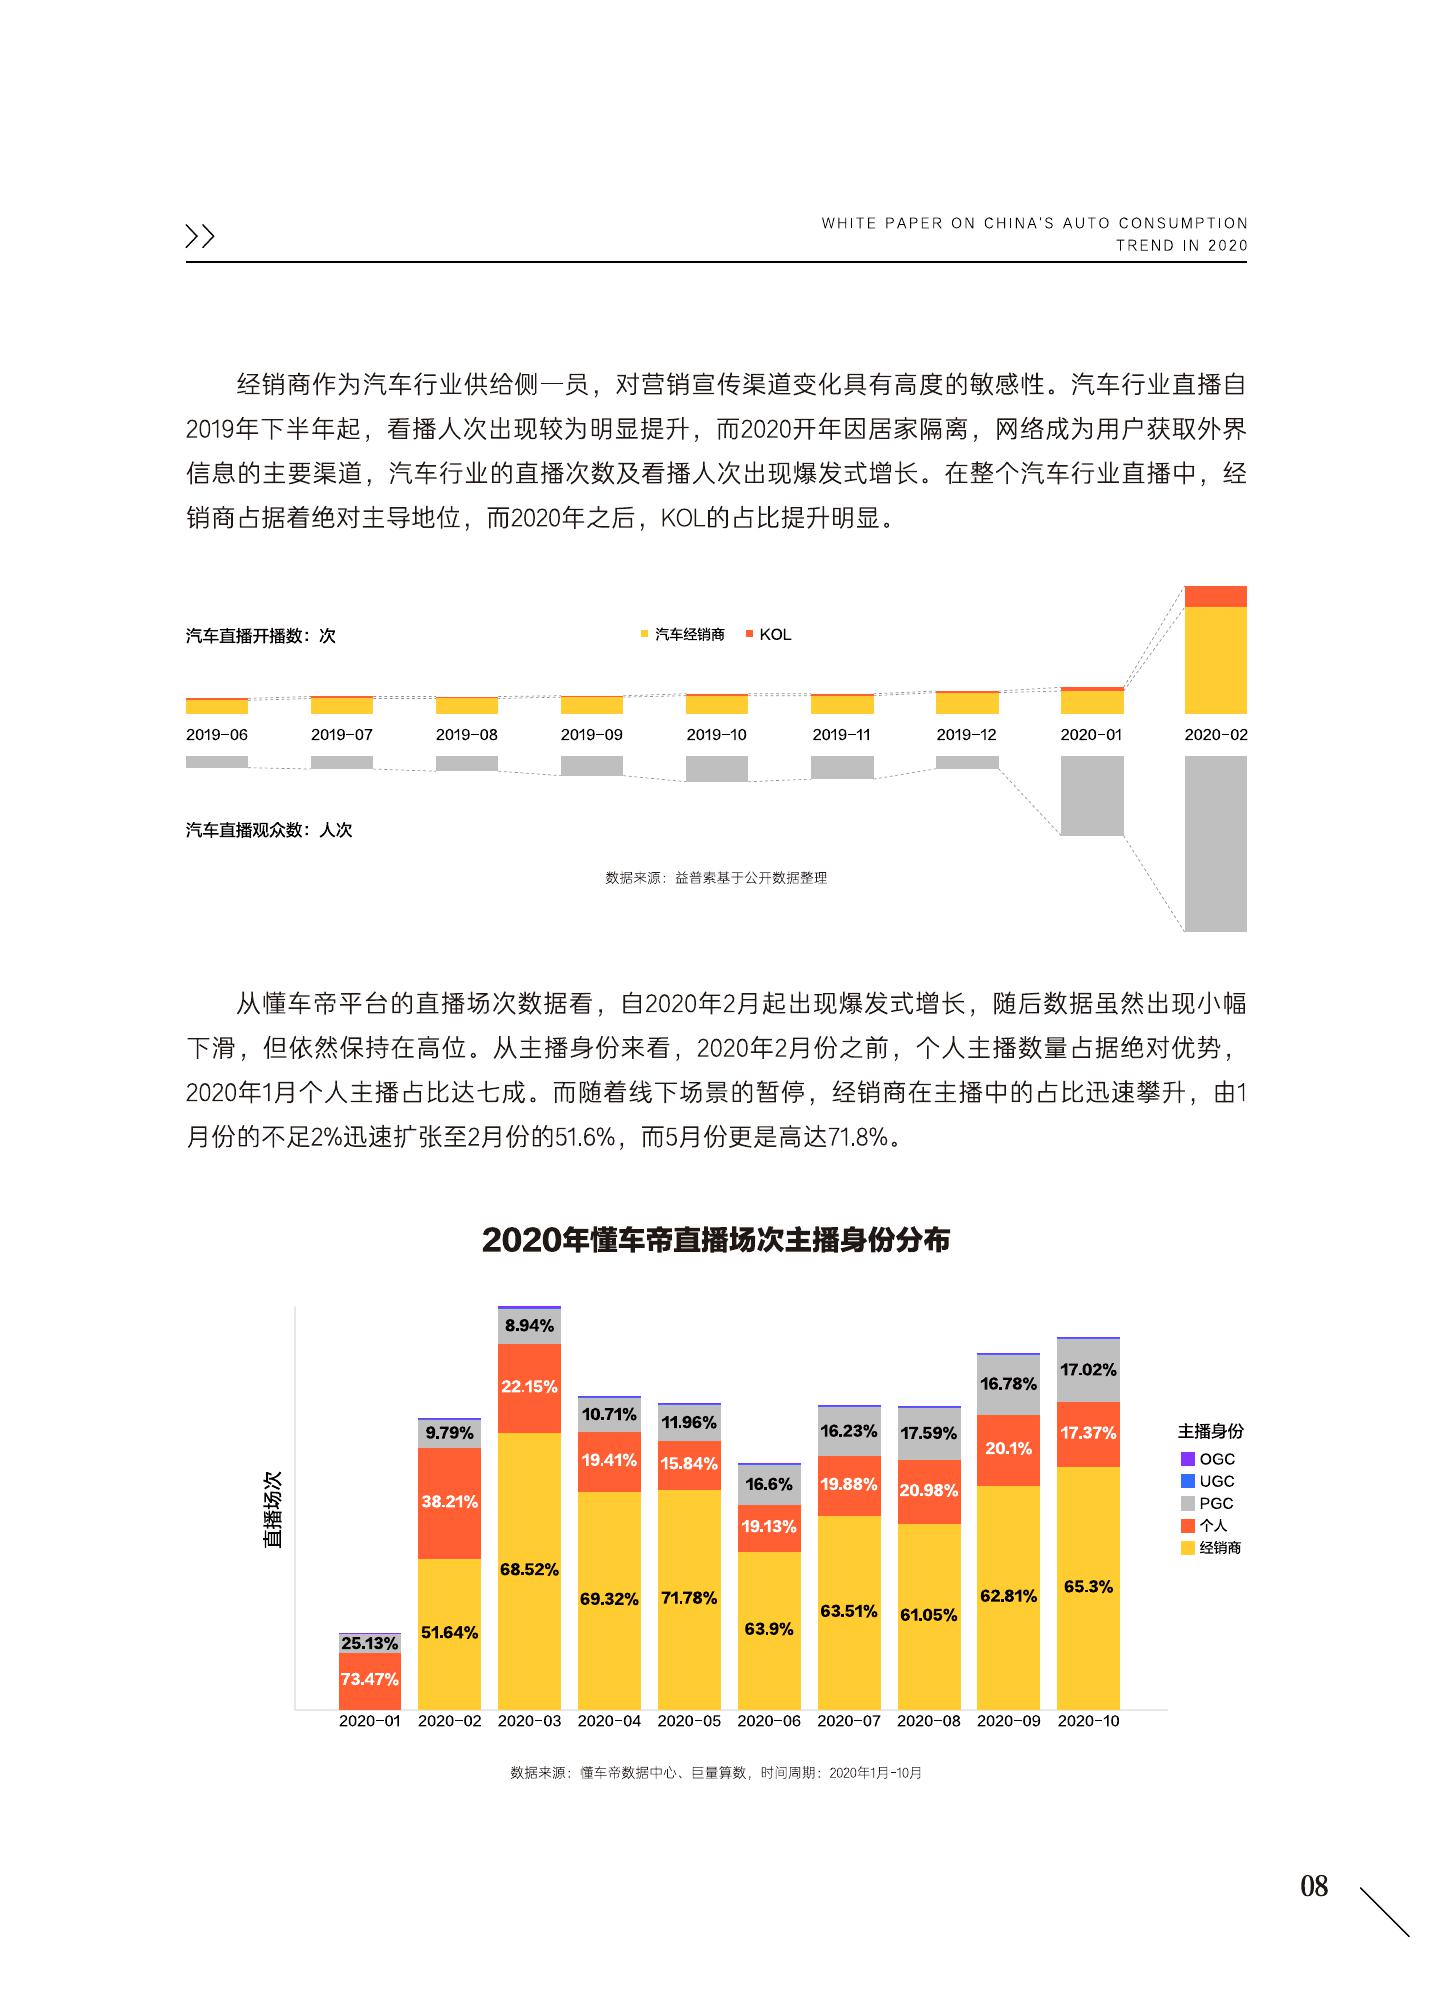 WHITE PAPER ON CHINA'S AUTO CONSUMPTION
TREND IN 2020
经销商作为汽车行业供给侧一员，对营销宣传渠道变化具有高度的敏感性。汽车行业直播自
2019年下半年起，看播人次出现较为明显提升，而2020开年因居家隔离，网络成为用户获取外界
信息的主要渠道，汽车行业的直播次数及看播人次出现爆发式增长。在整个汽车行业直播中，经
销商占据着绝对主导地位，而2020年之后，KOL的占比提升明显。
汽车直播开播数：次
汽车经销商 KOL
2019-06 2019-07 2019-08 2019-09 2019-10 2019-11 2019-12 2020-01 2020-02
汽车直播观众数：人次
数据来源：益普索基于公开数据整理
从懂车帝平台的直播场次数据看，自2020年2月起出现爆发式增长，随后数据虽然出现小幅
下滑，但依然保持在高位。从主播身份来看，2020年2月份之前，个人主播数量占据绝对优势，
2020年1月个人主播占比达七成。而随着线下场景的暂停，经销商在主播中的占比迅速攀升，由1
月份的不足2%迅速扩张至2月份的51.6%，而5月份更是高达71.8%。
2020年懂车帝直播场次主播身份分布
直播场次
25.13%
73.47%
9.79%
38.21%
51.64%
8.94%
22.15%
68.52%
10.71%
19.41%
69.32%
11.96%
15.84%
71.78%
16.6%
19.13%
63.9%
16.23%
19.88%
63.51%
17.59%
20.98%
61.05%
16.78%
20.1%
62.81%
17.02%
17.37%
65.3%
2020-01 2020-02 2020-03 2020-04 2020-05 2020-06 2020-07 2020-08 2020-09 2020-10
主播身份
OGC
UGC
PGC
个人
经销商
数据来源：懂车帝数据中心、巨量算数，时间周期：2020年1月-10月
08